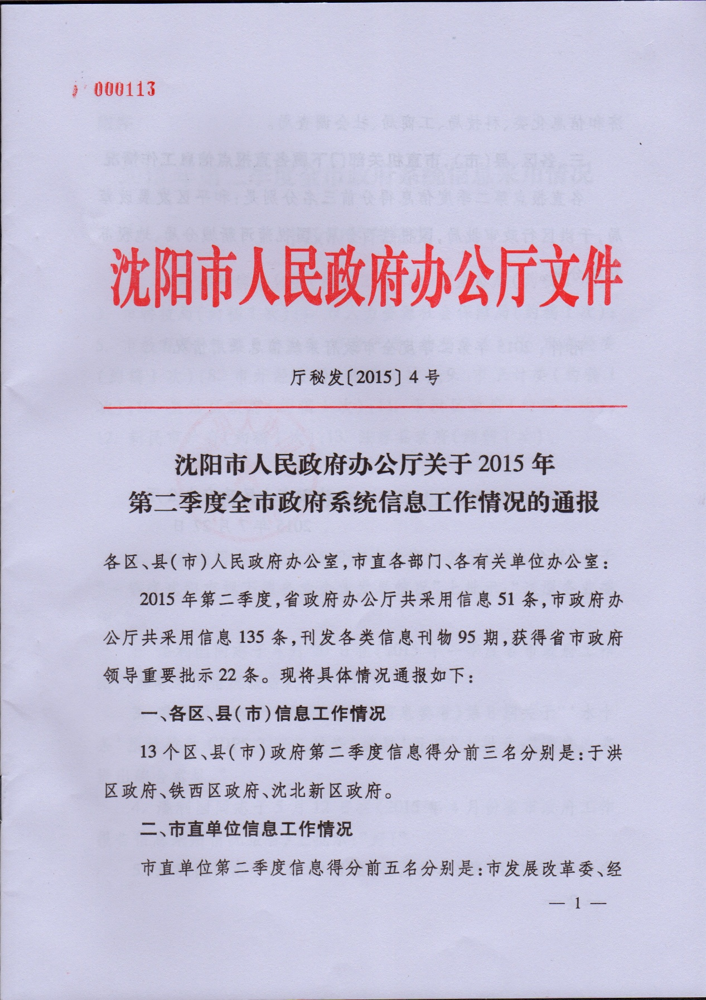 000113
沈阳市人民政府办公厅文件
厅秘发〔2015〕4号
沈阳市人民政府办公厅关于2015年
第二季度全市政府系统信息工作情况的通报
各区、县(市)人民政府办公室,市直各部门、各有关单位办公室:
2015年第二季度,省政府办公厅共采用信息51条,市政府办
公厅共采用信息135条,刊发各类信息刊物95期,获得省市政府
领导重要批示22条。现将具体情况通报如下:
一、各区、县(市)信息工作情况
13个区、县(市)政府第二季度信息得分前三名分别是:于洪
区政府、铁西区政府、沈北新区政府。
二、市直单位信息工作情况
市直单位第二季度信息得分前五名分别是:市发展改革委、经
— 1 —